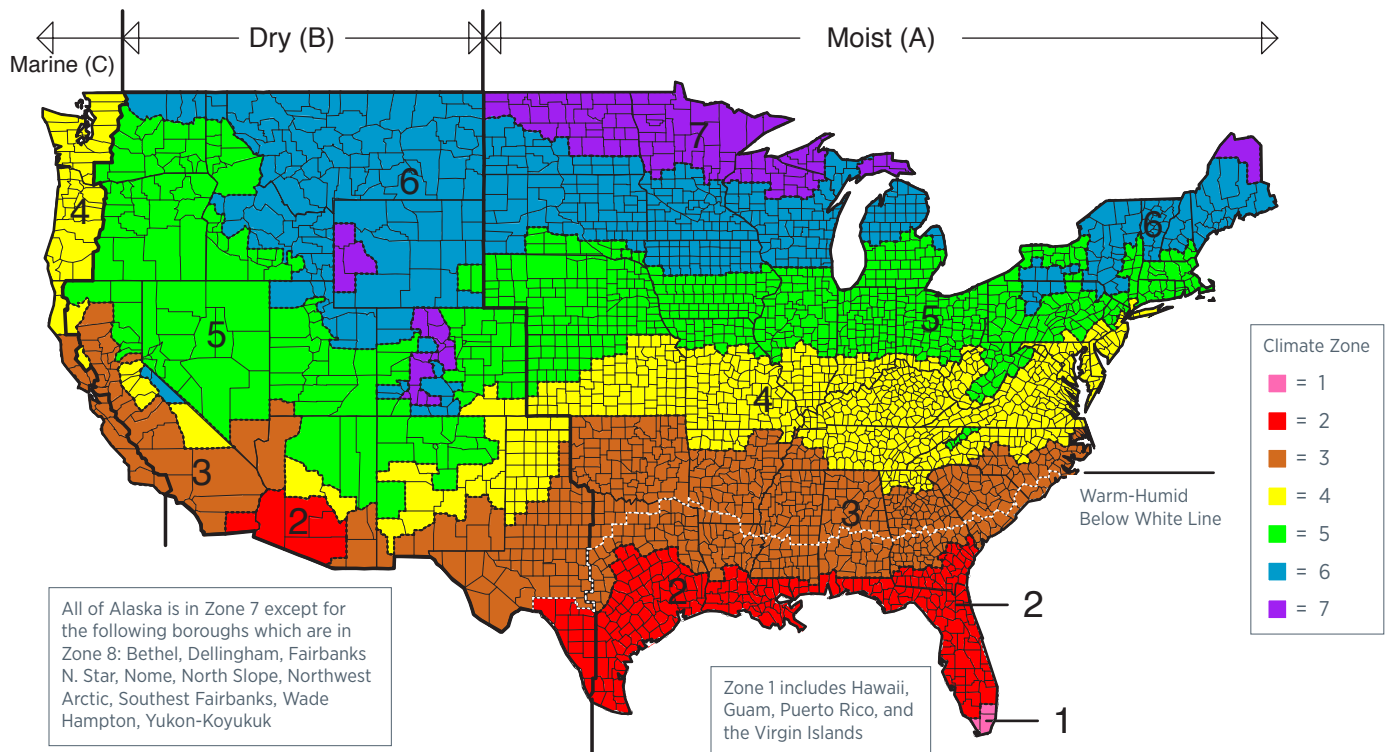 Marine (C)
Dry (B)
Moist (A)
7
6
4
6
5
5
4
3
3
2
2
2
1
Warm-Humid
Below White Line
Climate Zone
= 1
= 2
= 3
= 4
= 5
= 6
= 7
All of Alaska is in Zone 7 except for
the following boroughs which are in
Zone 8: Bethel, Dellingham, Fairbanks
N. Star, Nome, North Slope, Northwest
Arctic, Southest Fairbanks, Wade
Hampton, Yukon-Koyukuk
Zone 1 includes Hawaii,
Guam, Puerto Rico, and
the Virgin Islands